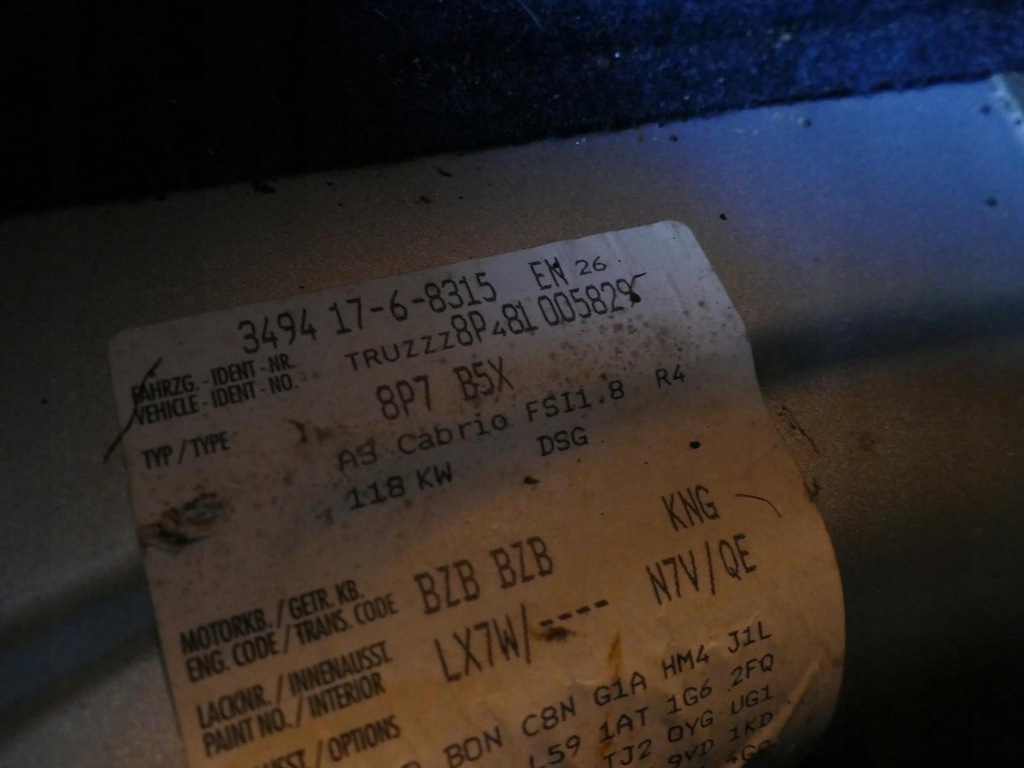 3494 17-6-8315 EN 26
FAHRZG.-IDENT-NR. TRUZZZ8P481005829
VEHICLE-IDENT-NO.
TYP/TYPE 8P7 B5X
A3 Cabrio FSI1.8 R4
118 KW DSG
MOTORKB./GETR.KB. BZB BZB KNG
ENG.CODE/TRANS.CODE
LACKNR./INNENAUSST. LX7W/---- N7V/QE
PAINT NO./INTERIOR
/OPTIONS BON C8N G1A HM4 J1L
L59 1AT 1G6 2FQ
TJ2 0YG UG1
9VD 1KD